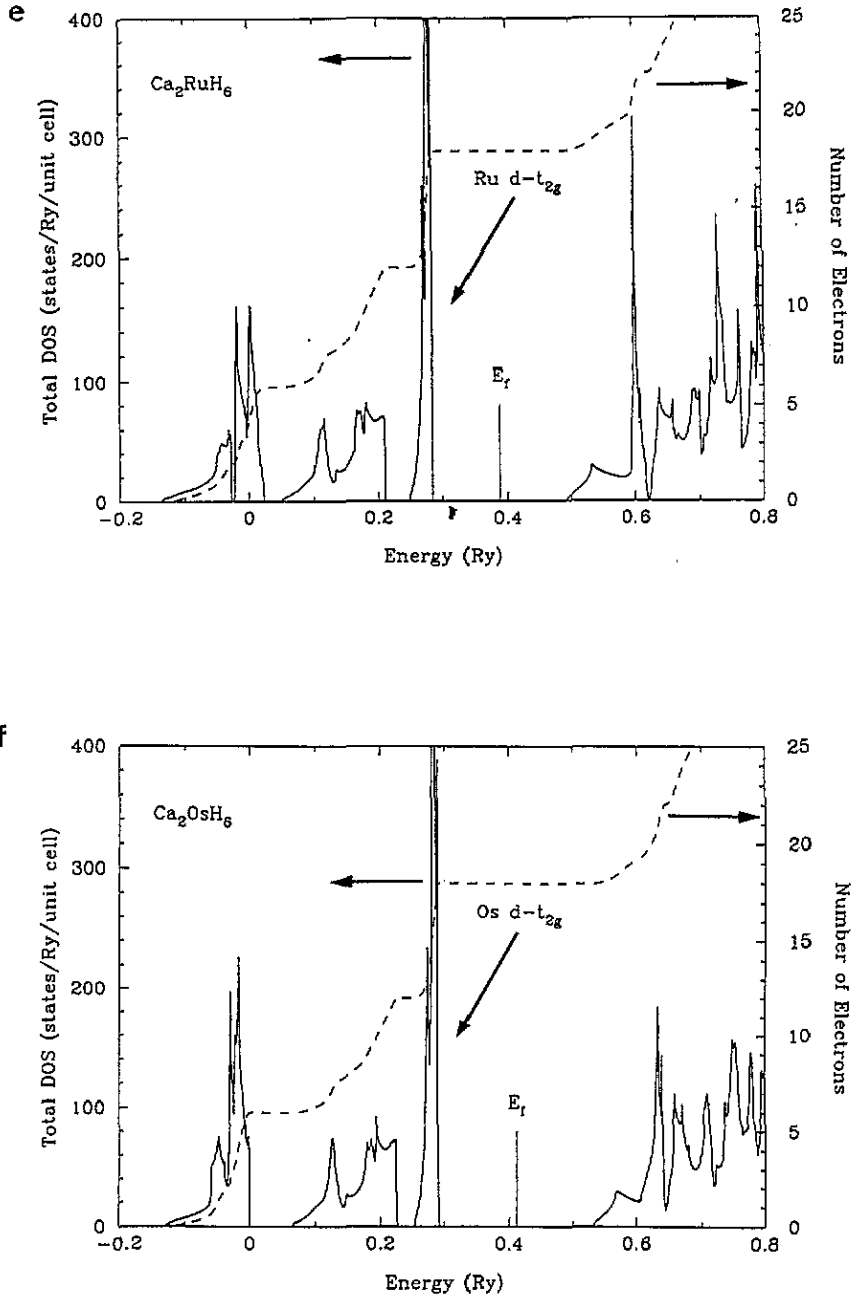 e
400
300
200
100
0
Total DOS (states/Ry/unit cell)
Ca₂RuH₆
Ru d-t₂g
E_f
25
20
15
10
5
0
Number of Electrons
-0.2
0
0.2
0.4
0.6
0.8
Energy (Ry)
f
400
300
200
100
0
Total DOS (states/Ry/unit cell)
Ca₂OsH₆
Os d-t₂g
E_f
25
20
15
10
5
0
Number of Electrons
-0.2
0
0.2
0.4
0.6
0.8
Energy (Ry)